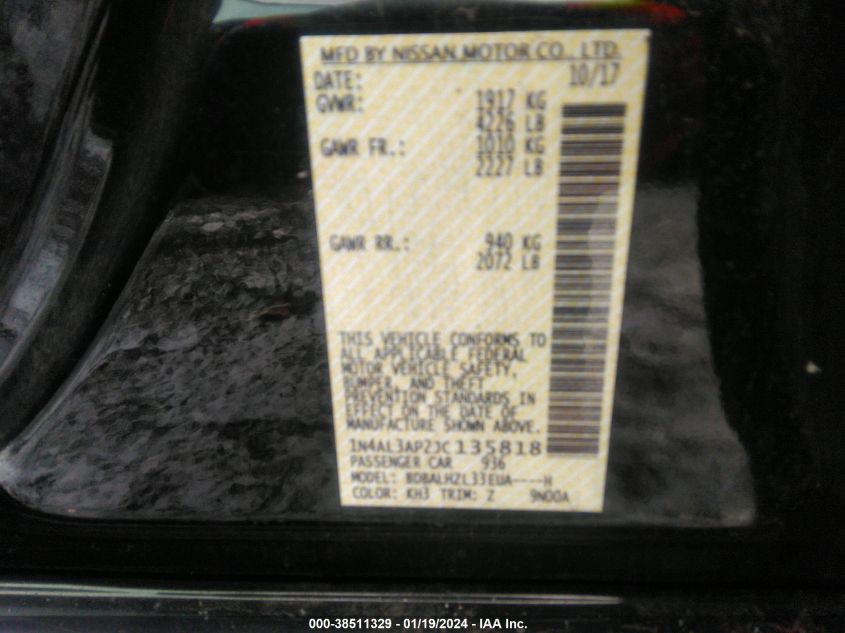 MFD BY NISSAN MOTOR CO., LTD.
DATE: 10/17
GVWR: 1917 KG
4226 LB
GAWR FR.: 1010 KG
2227 LB
GAWR RR.: 940 KG
2072 LB
THIS VEHICLE CONFORMS TO
ALL APPLICABLE FEDERAL
MOTOR VEHICLE SAFETY,
BUMPER, AND THEFT
PREVENTION STANDARDS IN
EFFECT ON THE DATE OF
MANUFACTURE SHOWN ABOVE.
1N4AL3AP2JC135818
PASSENGER CAR 936
MODEL: BDBALHZL33EUA----H
COLOR: KH3 TRIM: Z 9N00A
000-38511329 - 01/19/2024 - IAA Inc.